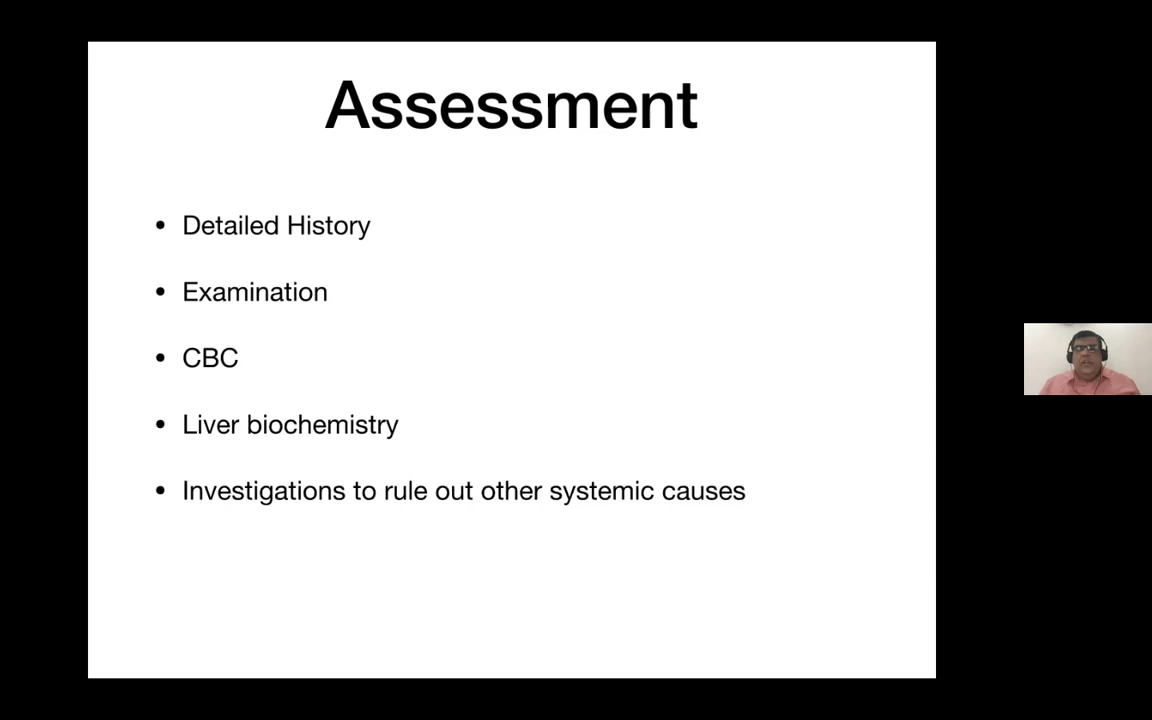 Assessment
• Detailed History
• Examination
• CBC
• Liver biochemistry
• Investigations to rule out other systemic causes